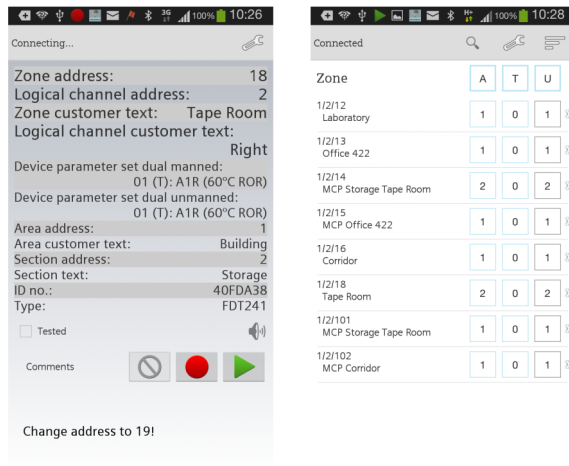 3G 100% 10:26
Connecting...
Zone address: 18
Logical channel address: 2
Zone customer text: Tape Room
Logical channel customer text:
Right
Device parameter set dual manned:
01 (T): A1R (60°C ROR)
Device parameter set dual unmanned:
01 (T): A1R (60°C ROR)
Area address: 1
Area customer text: Building
Section address: 2
Section text: Storage
ID no.: 40FDA38
Type: FDT241
Tested
Comments
Change address to 19!
H+ 100% 10:28
Connected
Zone A T U
1/2/12
Laboratory 1 0 1
1/2/13
Office 422 1 0 1
1/2/14
MCP Storage Tape Room 2 0 2
1/2/15
MCP Office 422 1 0 1
1/2/16
Corridor 1 0 1
1/2/18
Tape Room 2 0 2
1/2/101
MCP Storage Tape Room 1 0 1
1/2/102
MCP Corridor 1 0 1